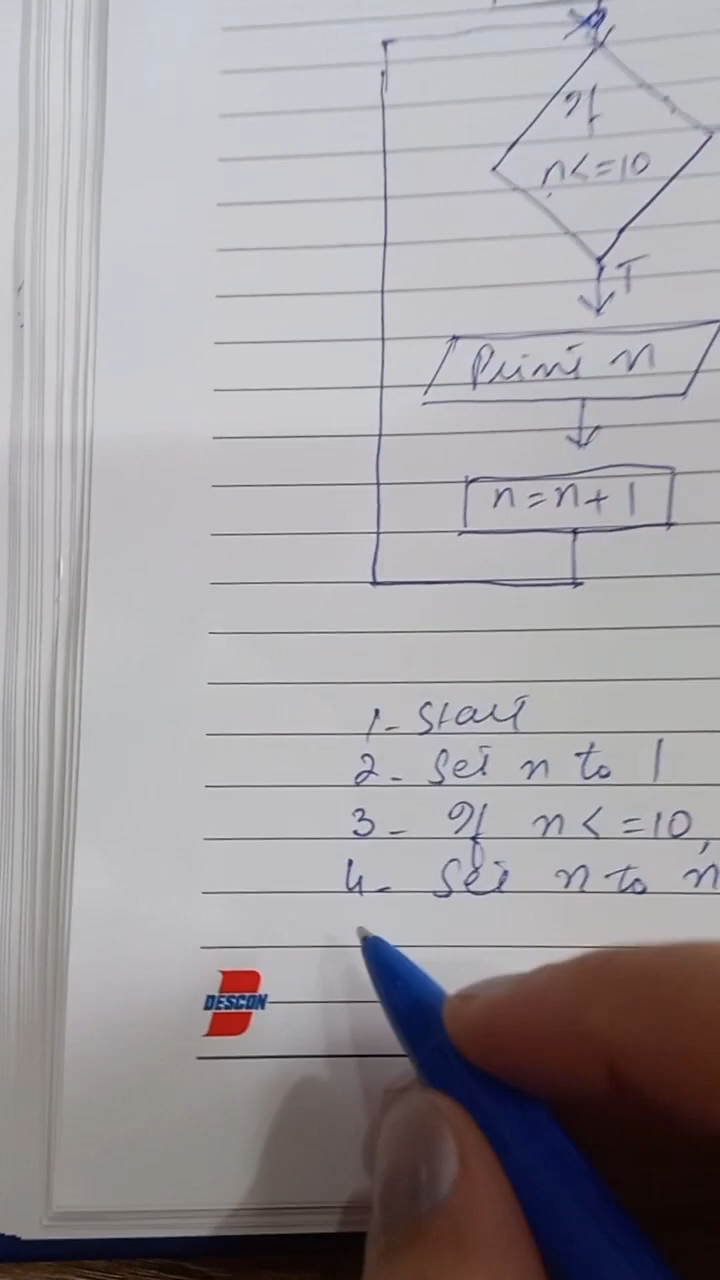 If
n<=10
T
Print n
n=n+1
1- Start
2- Set n to 1
3- If n<=10,
4- Set n to n
DESCON